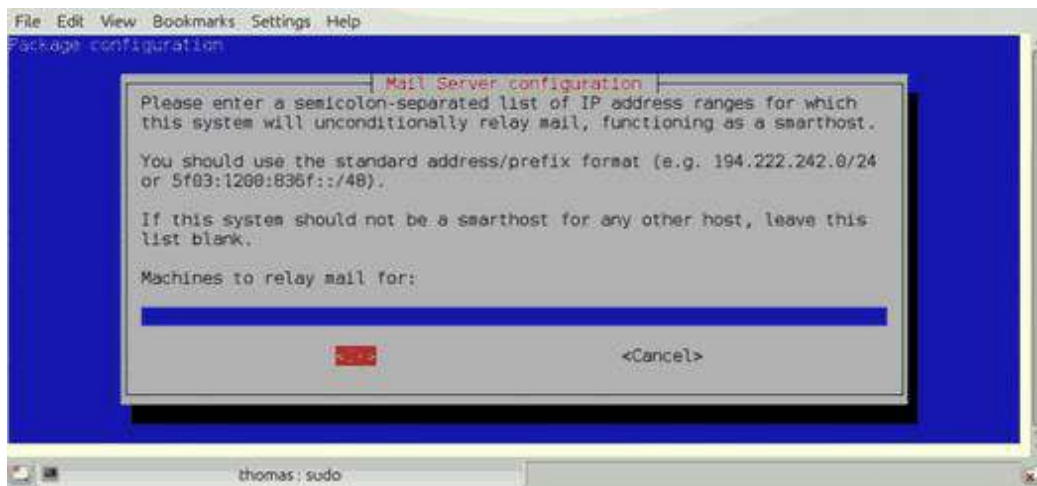 File Edit View Bookmarks Settings Help
Package configuration
Mail Server configuration
Please enter a semicolon-separated list of IP address ranges for which
this system will unconditionally relay mail, functioning as a smarthost.
You should use the standard address/prefix format (e.g. 194.222.242.0/24
or 5f03:1200:836f::/48).
If this system should not be a smarthost for any other host, leave this
list blank.
Machines to relay mail for:
<Cancel>
thomas : sudo